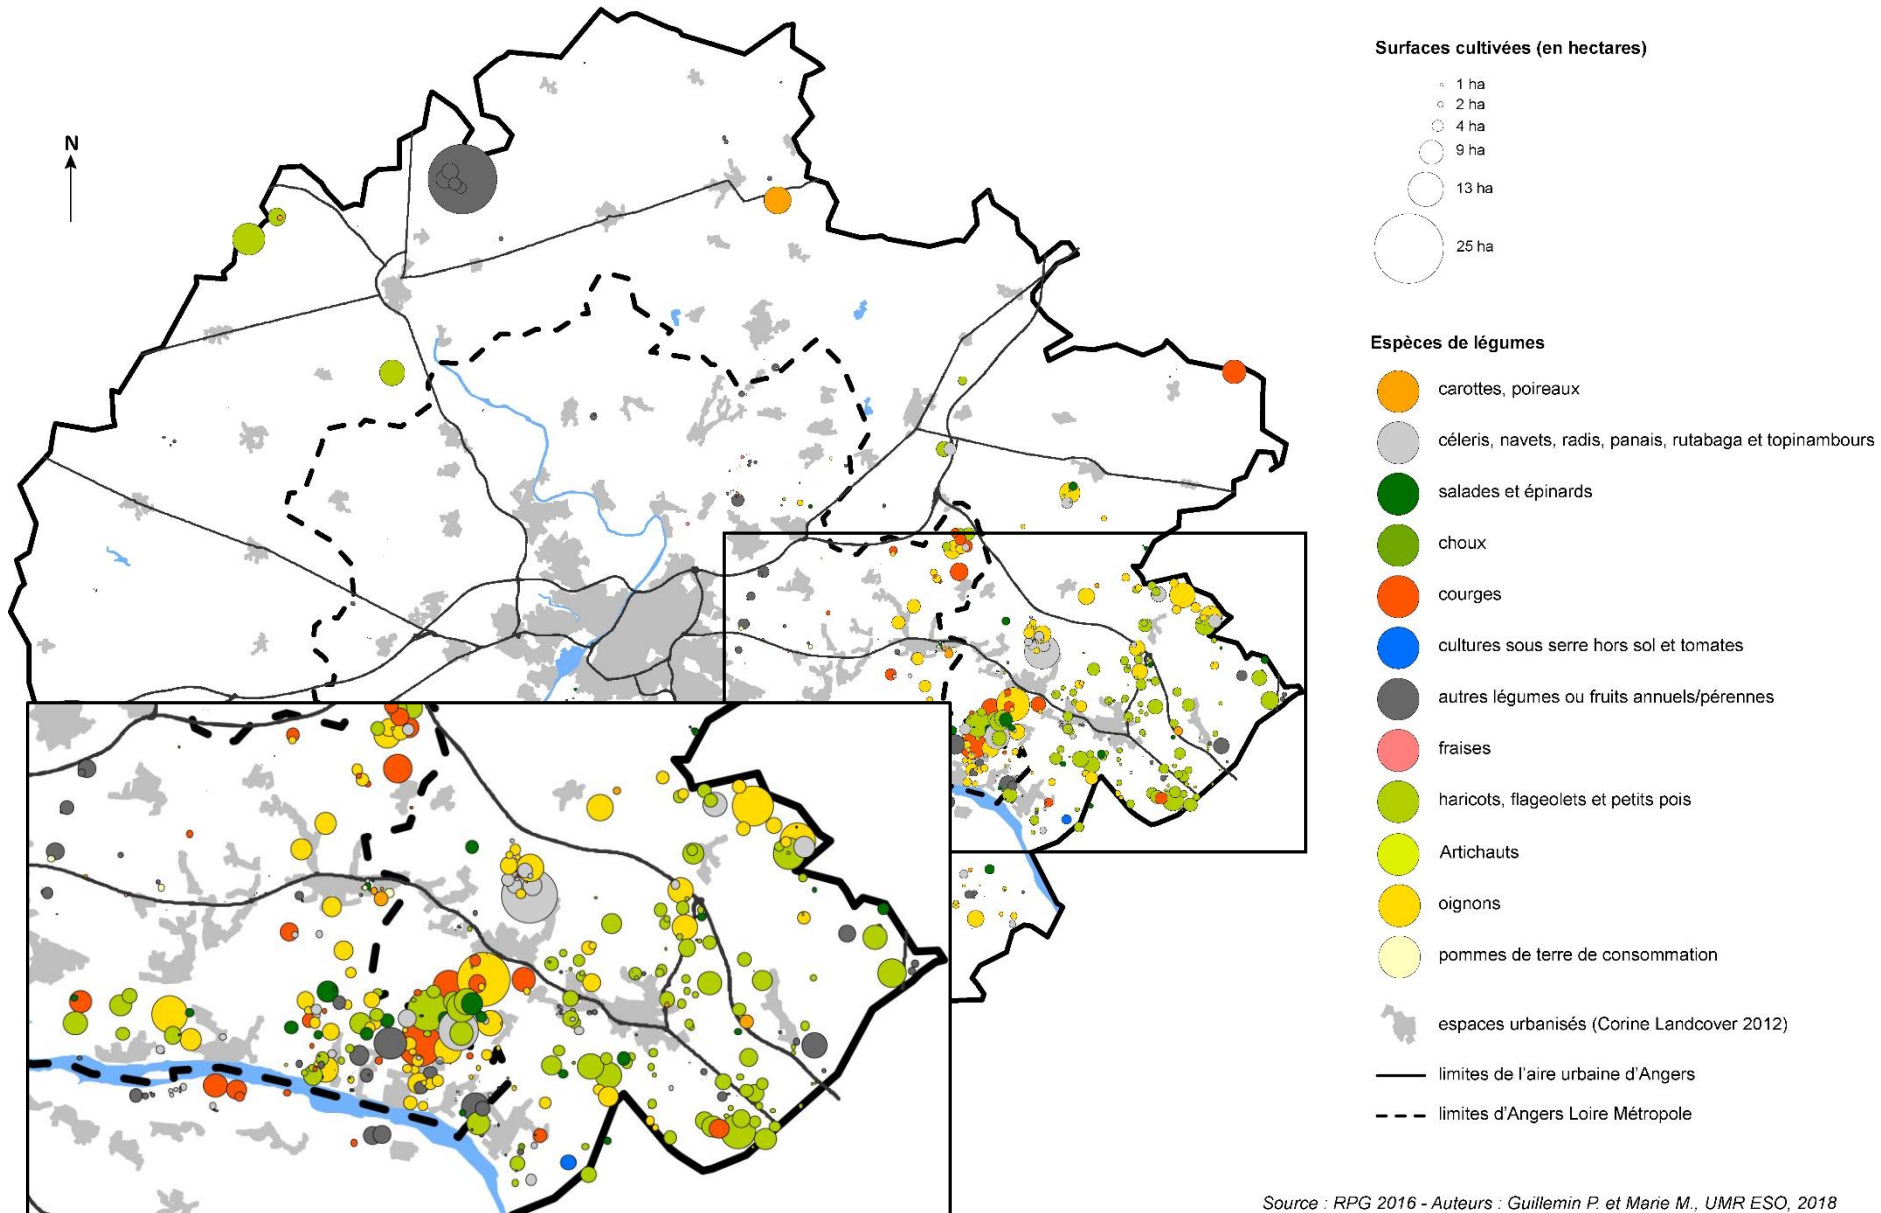 N
Surfaces cultivées (en hectares)
1 ha
2 ha
4 ha
9 ha
13 ha
25 ha
Espèces de légumes
carottes, poireaux
céleris, navets, radis, panais, rutabaga et topinambours
salades et épinards
choux
courges
cultures sous serre hors sol et tomates
autres légumes ou fruits annuels/pérennes
fraises
haricots, flageolets et petits pois
Artichauts
oignons
pommes de terre de consommation
espaces urbanisés (Corine Landcover 2012)
limites de l'aire urbaine d'Angers
limites d'Angers Loire Métropole
Source : RPG 2016 - Auteurs : Guillemin P. et Marie M., UMR ESO, 2018